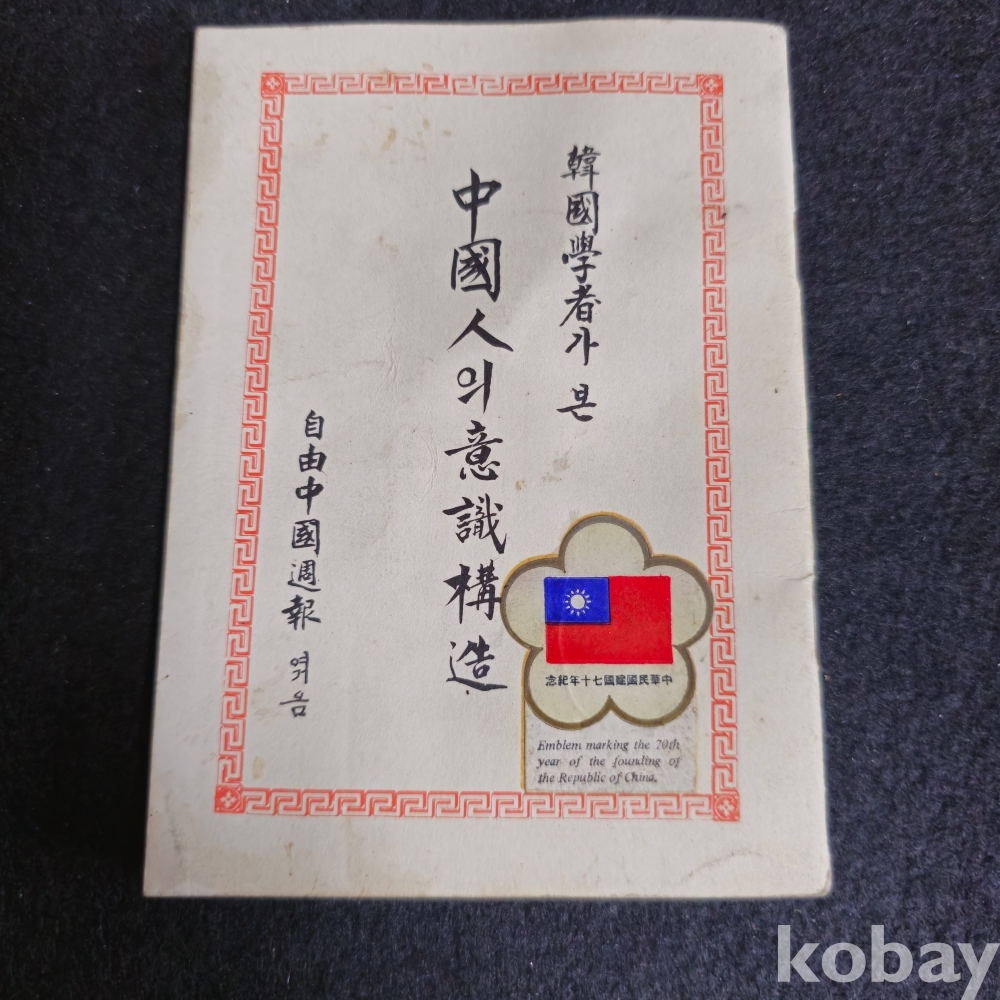 韓國學者가 본
中國人의 意識構造
自由中國週報 엮음
念紀年十七國建國民華中
Emblem marking the 70th
year of the founding of
the Republic of China.
kobay